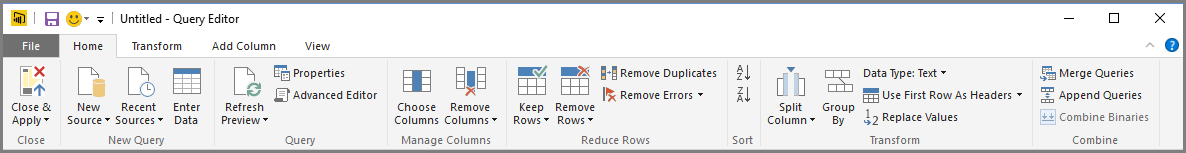 Untitled - Query Editor
File Home Transform Add Column View
Close & Apply
New Source
Recent Sources
Enter Data
Refresh Preview
Properties
Advanced Editor
Choose Columns
Remove Columns
Keep Rows
Remove Rows
Remove Duplicates
Remove Errors
A
Z
Z
A
Split Column
Group By
Data Type: Text
Use First Row As Headers
1
2
Replace Values
Merge Queries
Append Queries
Combine Binaries
Close New Query Query Manage Columns Reduce Rows Sort Transform Combine